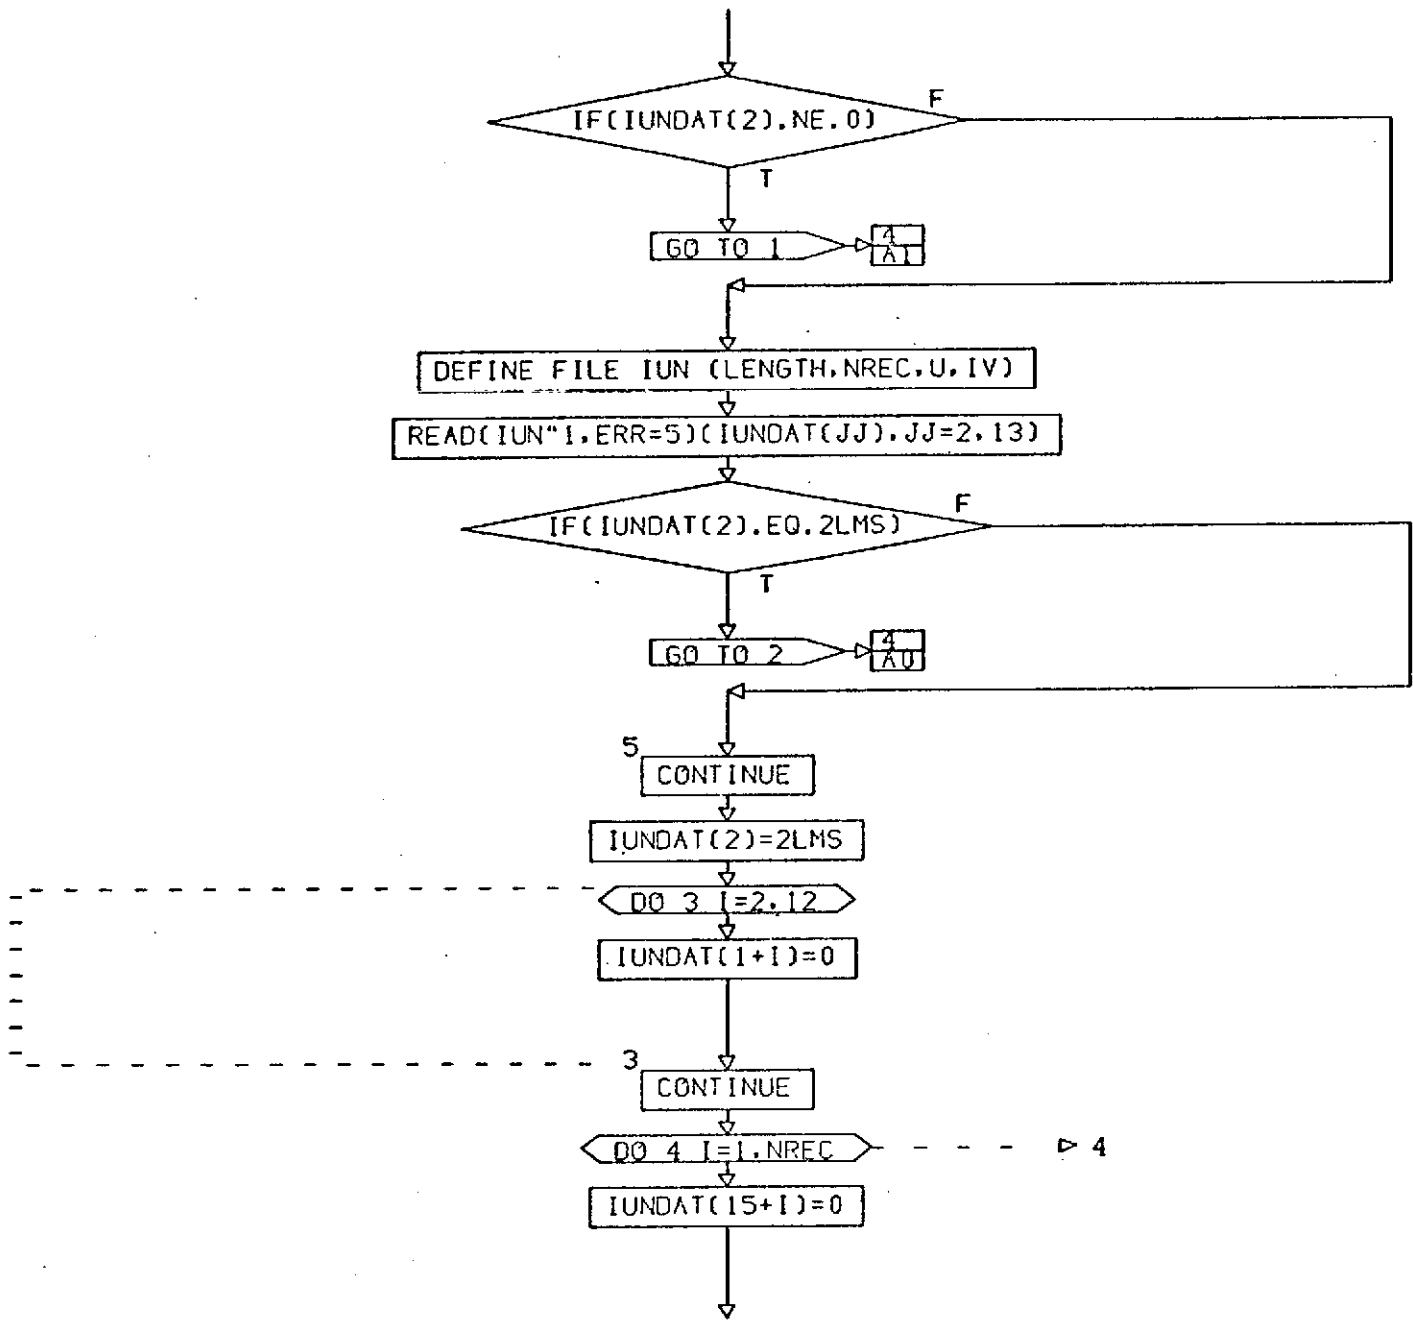 F
IF(IUNDAT(2).NE.0)
T
GO TO 1
4
A1
DEFINE FILE IUN (LENGTH,NREC,U,IV)
READ(IUN"1,ERR=5)(IUNDAT(JJ),JJ=2,13)
F
IF(IUNDAT(2).EQ.2LMS)
T
GO TO 2
4
A0
5
CONTINUE
IUNDAT(2)=2LMS
DO 3 I=2,12
IUNDAT(1+I)=0
3
CONTINUE
DO 4 I=1,NREC
4
IUNDAT(15+I)=0